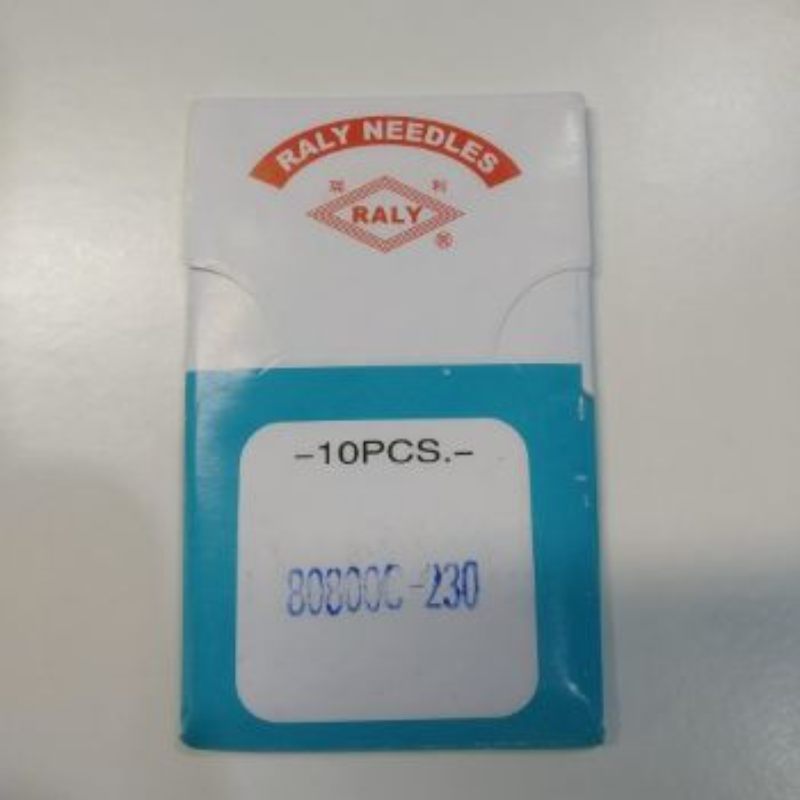 RALY NEEDLES
RALY
®
-10PCS.-
80800C-230